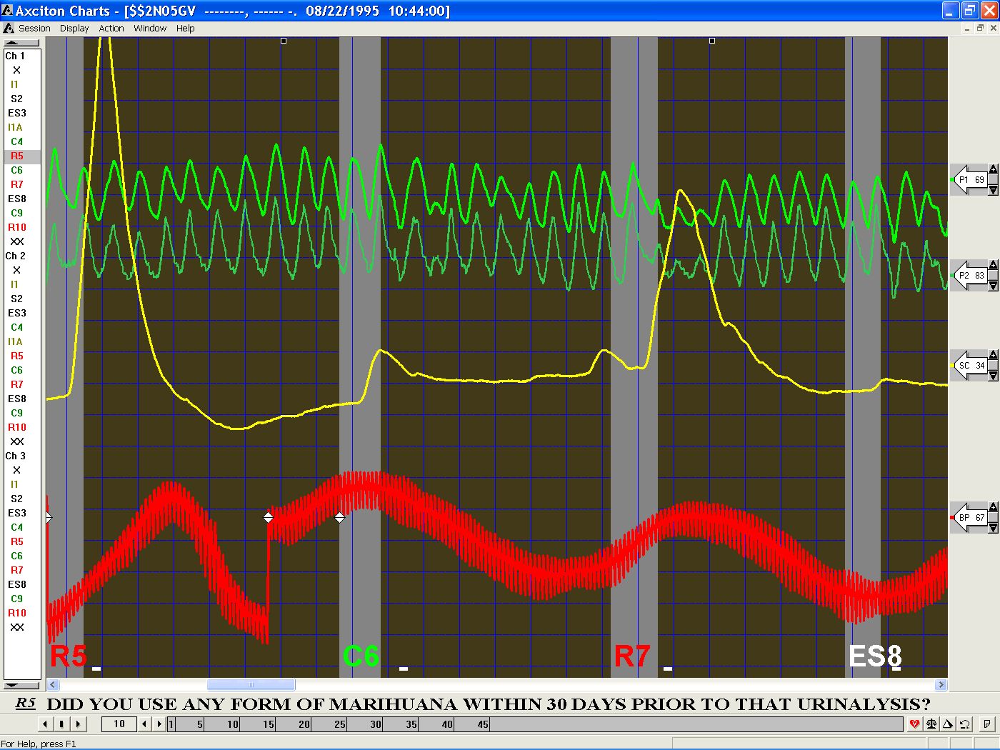 Axciton Charts - [$$2N05GV --------, ------ -. 08/22/1995 10:44:00]
Session Display Action Window Help
Ch 1
X
I1
S2
ES3
I1A
C4
R5
C6
R7
ES8
C9
R10
XX
Ch 2
X
I1
S2
ES3
C4
I1A
R5
C6
R7
ES8
C9
R10
XX
Ch 3
X
I1
S2
ES3
C4
R5
C6
R7
ES8
C9
R10
XX
P1 69
P2 83
SC 34
BP 67
R5 C6 R7 ES8
R5 DID YOU USE ANY FORM OF MARIHUANA WITHIN 30 DAYS PRIOR TO THAT URINALYSIS?
10 1 5 10 15 20 25 30 35 40 45
For Help, press F1